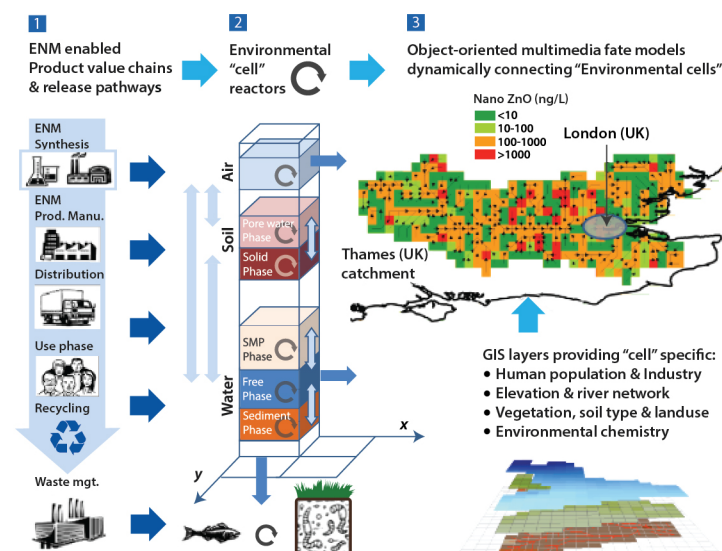 1
ENM enabled
Product value chains
& release pathways
2
Environmental
“cell”
reactors
3
Object-oriented multimedia fate models
dynamically connecting “Environmental cells”
ENM
Synthesis
ENM
Prod. Manu.
Distribution
Use phase
Recycling
Waste mgt.
Air
Soil
Water
Pore water
Phase
Solid
Phase
SMP
Phase
Free
Phase
Sediment
Phase
x
y
Nano ZnO (ng/L)
<10
10-100
100-1000
>1000
London (UK)
Thames (UK)
catchment
GIS layers providing “cell” specific:
• Human population & Industry
• Elevation & river network
• Vegetation, soil type & landuse
• Environmental chemistry